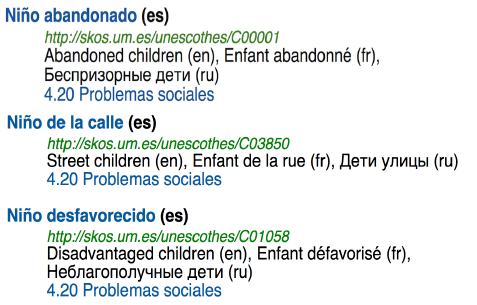 Niño abandonado (es)
http://skos.um.es/unescothes/C00001
Abandoned children (en), Enfant abandonné (fr),
Беспризорные дети (ru)
4.20 Problemas sociales
Niño de la calle (es)
http://skos.um.es/unescothes/C03850
Street children (en), Enfant de la rue (fr), Дети улицы (ru)
4.20 Problemas sociales
Niño desfavorecido (es)
http://skos.um.es/unescothes/C01058
Disadvantaged children (en), Enfant défavorisé (fr),
Неблагополучные дети (ru)
4.20 Problemas sociales